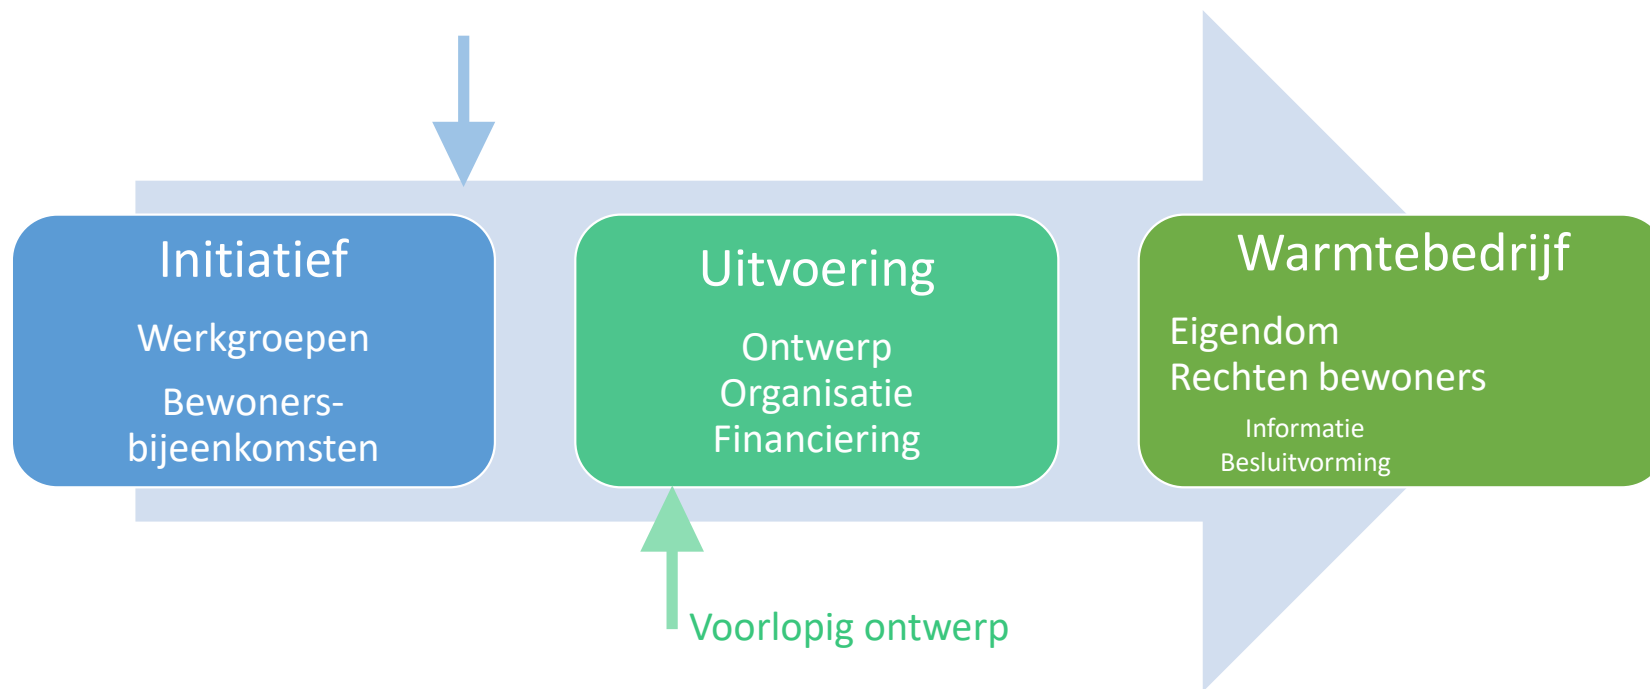 Initiatief
Werkgroepen
Bewoners-
bijeenkomsten
Uitvoering
Ontwerp
Organisatie
Financiering
Warmtebedrijf
Eigendom
Rechten bewoners
Informatie
Besluitvorming
Voorlopig ontwerp